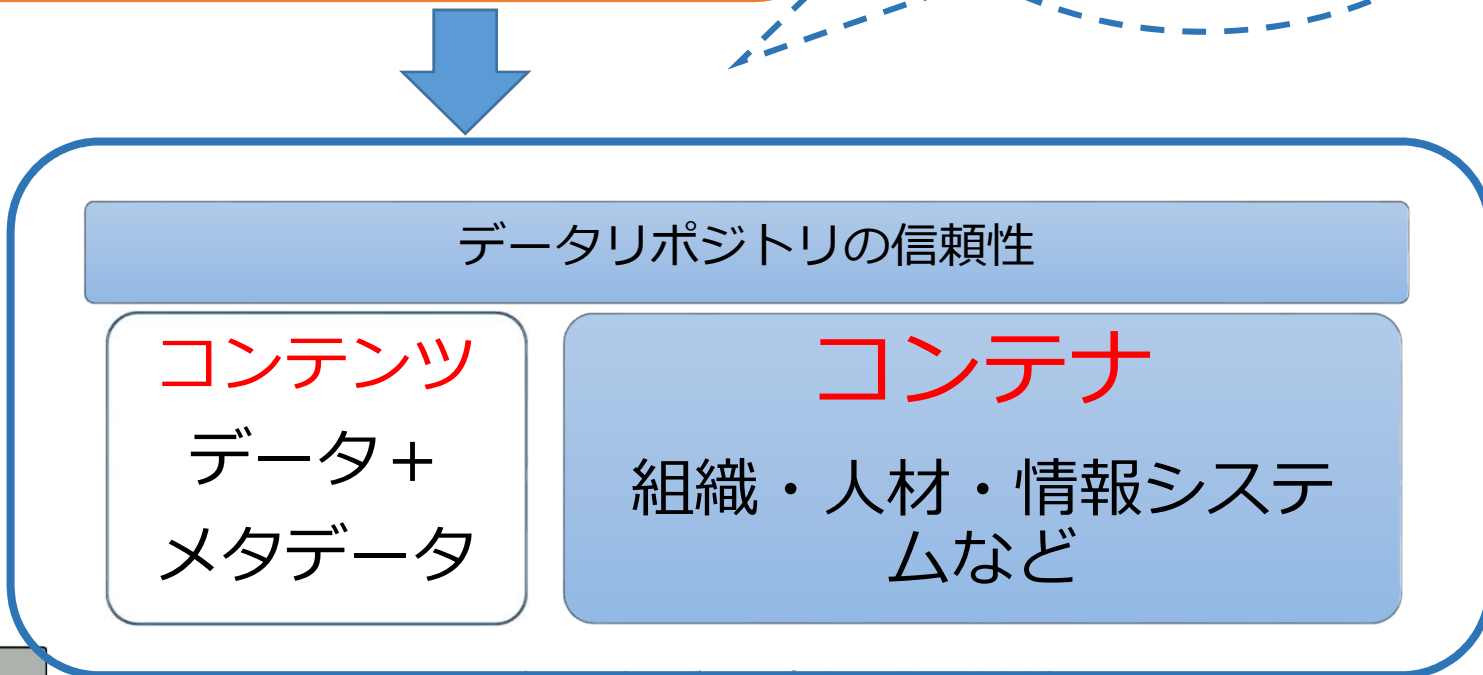 データリポジトリの信頼性
コンテンツ
データ+
メタデータ
コンテナ
組織・人材・情報システ
ムなど